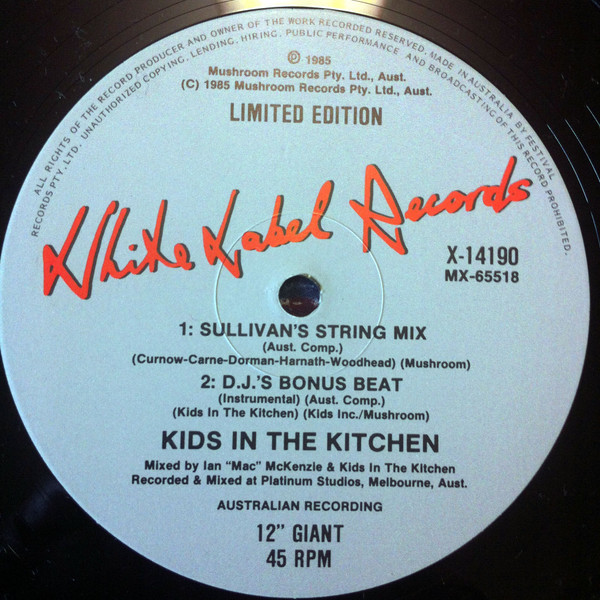 ALL RIGHTS OF THE RECORD PRODUCER AND OWNER OF THE WORK RECORDED RESERVED. MADE IN AUSTRALIA BY FESTIVAL
RECORDS PTY. LTD. UNAUTHORIZED COPYING, LENDING, HIRING, PUBLIC PERFORMANCE AND BROADCASTING OF THIS RECORD PROHIBITED.
℗ 1985
Mushroom Records Pty. Ltd., Aust.
(C) 1985 Mushroom Records Pty. Ltd., Aust.
LIMITED EDITION
White Label Records
X-14190
MX-65518
1: SULLIVAN'S STRING MIX
(Aust. Comp.)
(Curnow-Carne-Dorman-Harnath-Woodhead) (Mushroom)
2: D.J.'S BONUS BEAT
(Instrumental) (Aust. Comp.)
(Kids In The Kitchen) (Kids Inc./Mushroom)
KIDS IN THE KITCHEN
Mixed by Ian "Mac" McKenzie & Kids In The Kitchen
Recorded & Mixed at Platinum Studios, Melbourne, Aust.
AUSTRALIAN RECORDING
12" GIANT
45 RPM